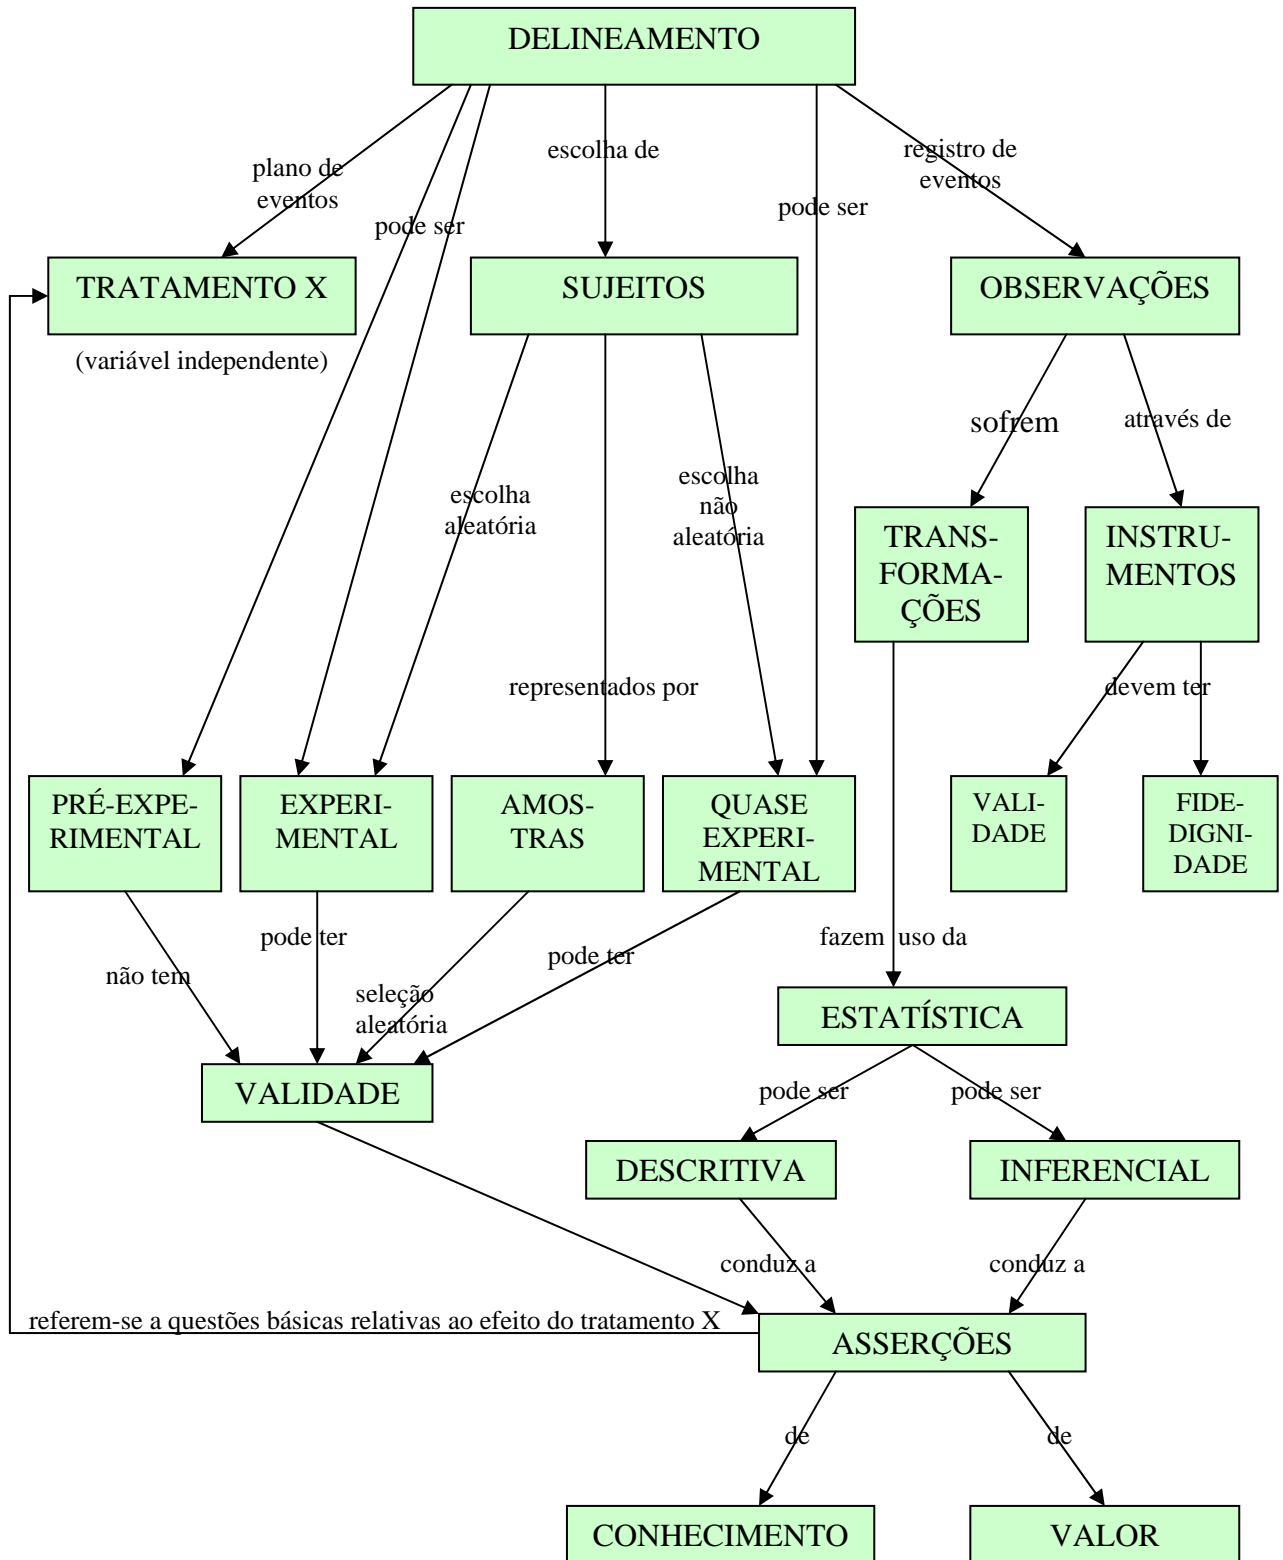 DELINEAMENTO
plano de
eventos
pode ser
escolha de
pode ser
registro de
eventos
TRATAMENTO X
(variável independente)
SUJEITOS
OBSERVAÇÕES
sofrem
através de
escolha
aleatória
escolha
não
aleatória
TRANS-
FORMA-
ÇÕES
INSTRU-
MENTOS
representados por
devem ter
PRÉ-EXPE-
RIMENTAL
EXPERI-
MENTAL
AMOS-
TRAS
QUASE
EXPERI-
MENTAL
VALI-
DADE
FIDE-
DIGNI-
DADE
não tem
pode ter
seleção
aleatória
pode ter
fazem uso da
ESTATÍSTICA
VALIDADE
pode ser
pode ser
DESCRITIVA
INFERENCIAL
conduz a
conduz a
referem-se a questões básicas relativas ao efeito do tratamento X
ASSERÇÕES
de
de
CONHECIMENTO
VALOR